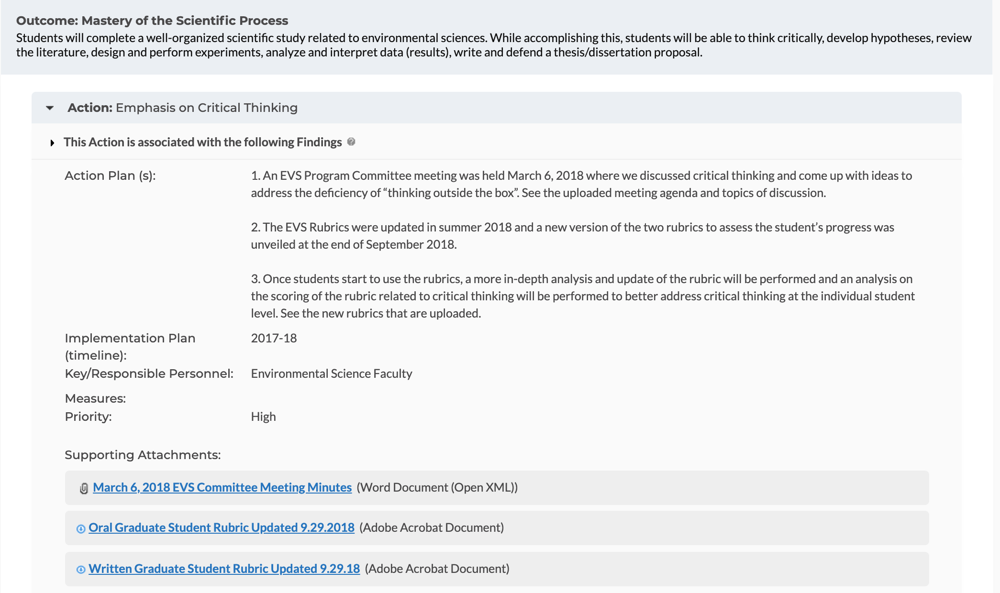 Outcome: Mastery of the Scientific Process
Students will complete a well-organized scientific study related to environmental sciences. While accomplishing this, students will be able to think critically, develop hypotheses, review
the literature, design and perform experiments, analyze and interpret data (results), write and defend a thesis/dissertation proposal.
Action: Emphasis on Critical Thinking
This Action is associated with the following Findings
Action Plan (s):
1. An EVS Program Committee meeting was held March 6, 2018 where we discussed critical thinking and come up with ideas to
address the deficiency of “thinking outside the box”. See the uploaded meeting agenda and topics of discussion.
2. The EVS Rubrics were updated in summer 2018 and a new version of the two rubrics to assess the student’s progress was
unveiled at the end of September 2018.
3. Once students start to use the rubrics, a more in-depth analysis and update of the rubric will be performed and an analysis on
the scoring of the rubric related to critical thinking will be performed to better address critical thinking at the individual student
level. See the new rubrics that are uploaded.
Implementation Plan
(timeline):
2017-18
Key/Responsible Personnel: Environmental Science Faculty
Measures:
Priority: High
Supporting Attachments:
March 6, 2018 EVS Committee Meeting Minutes (Word Document (Open XML))
Oral Graduate Student Rubric Updated 9.29.2018 (Adobe Acrobat Document)
Written Graduate Student Rubric Updated 9.29.18 (Adobe Acrobat Document)